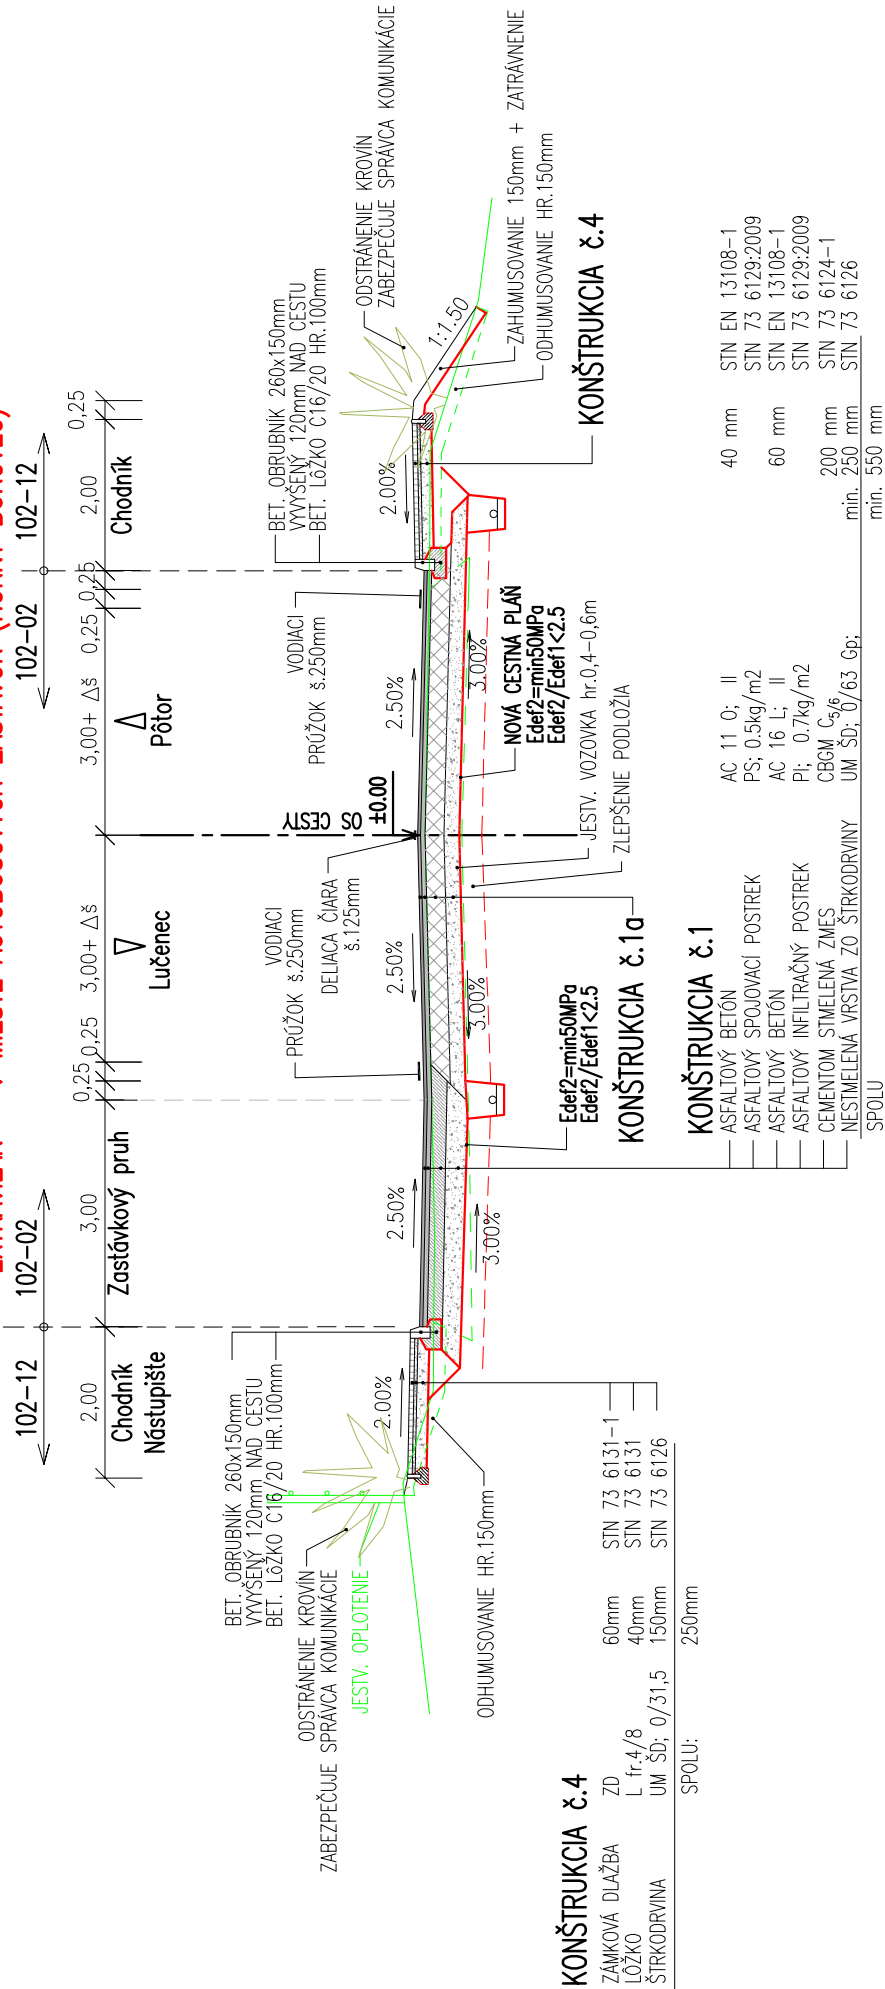 102-12
102-02
102-02
102-12
2,00
3,00
0,25
0,25
3,00+ Δš
3,00+ Δš
0,25
0,25
0,25
2,00
0,25
Chodník
Nástupište
Zastávkový pruh
Lučenec
Pôtor
Chodník
BET. OBRUBNÍK 260x150mm
VYVÝŠENÝ 120mm NAD CESTU
BET. LôŽKO C16/20 HR.100mm
ODSTRÁNENIE KROVÍN
ZABEZPEČUJE SPRÁVCA KOMUNIKÁCIE
JESTV. OPLOTENIE
ODHUMUSOVANIE HR.150mm
VODIACI
PRÚŽOK š.250mm
DELIACA ČIARA
š.125mm
OS CESTY
±0.00
VODIACI
PRÚŽOK š.250mm
BET. OBRUBNÍK 260x150mm
VYVÝŠENÝ 120mm NAD CESTU
BET. LôŽKO C16/20 HR.100mm
ODSTRÁNENIE KROVÍN
ZABEZPEČUJE SPRÁVCA KOMUNIKÁCIE
2.00%
2.50%
2.50%
2.50%
2.00%
1:1.50
3.00%
3.00%
3.00%
ZAHUMUSOVANIE 150mm + ZATRÁVNENIE
ODHUMUSOVANIE HR.150mm
KONŠTRUKCIA č.4
NOVÁ CESTNÁ PLÁŇ
Edef2=min50MPa
Edef2/Edef1<2.5
JESTV. VOZOVKA hr.0,4-0,6m
ZLEPŠENIE PODLOŽIA
Edef2=min50MPa
Edef2/Edef1<2.5
KONŠTRUKCIA č.1a
KONŠTRUKCIA č.4
ZÁMKOVÁ DLAŽBA ZD 60mm STN 73 6131-1
LÔŽKO L fr.4/8 40mm STN 73 6131
ŠTRKODRVINA UM ŠD; 0/31,5 150mm STN 73 6126
SPOLU: 250mm
KONŠTRUKCIA č.1
ASFALTOVÝ BETÓN AC 11 O; II 40 mm STN EN 13108-1
ASFALTOVÝ SPOJOVACÍ POSTREK PS; 0.5kg/m2 STN 73 6129:2009
ASFALTOVÝ BETÓN AC 16 L; II 60 mm STN EN 13108-1
ASFALTOVÝ INFILTRAČNÝ POSTREK PI; 0.7kg/m2 STN 73 6129:2009
CEMENTOM STMELENÁ ZMES CBGM C5/6 200 mm STN 73 6124-1
NESTMELENÁ VRSTVA ZO ŠTRKODRVINY UM ŠD; 0/63 Gp; min. 250 mm STN 73 6126
SPOLU min. 550 mm